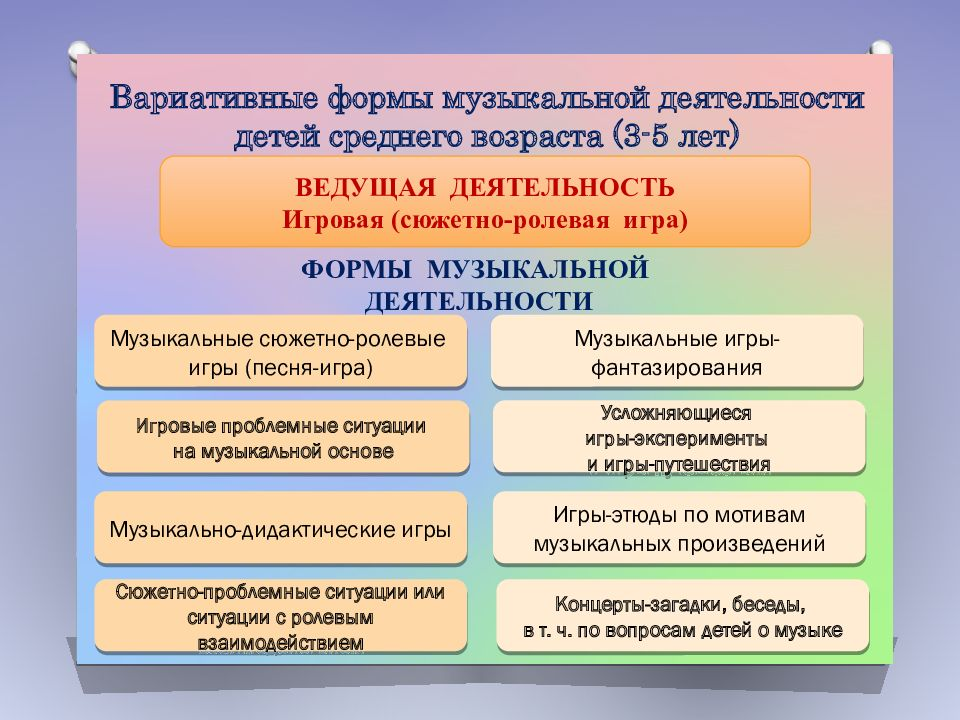 Вариативные формы музыкальной деятельности
детей среднего возраста (3-5 лет)
ВЕДУЩАЯ ДЕЯТЕЛЬНОСТЬ
Игровая (сюжетно-ролевая игра)
ФОРМЫ МУЗЫКАЛЬНОЙ
ДЕЯТЕЛЬНОСТИ
Музыкальные сюжетно-ролевые
игры (песня-игра)
Музыкальные игры-
фантазирования
Игровые проблемные ситуации
на музыкальной основе
Усложняющиеся
игры-эксперименты
и игры-путешествия
Музыкально-дидактические игры
Игры-этюды по мотивам
музыкальных произведений
Сюжетно-проблемные ситуации или
ситуации с ролевым
взаимодействием
Концерты-загадки, беседы,
в т. ч. по вопросам детей о музыке